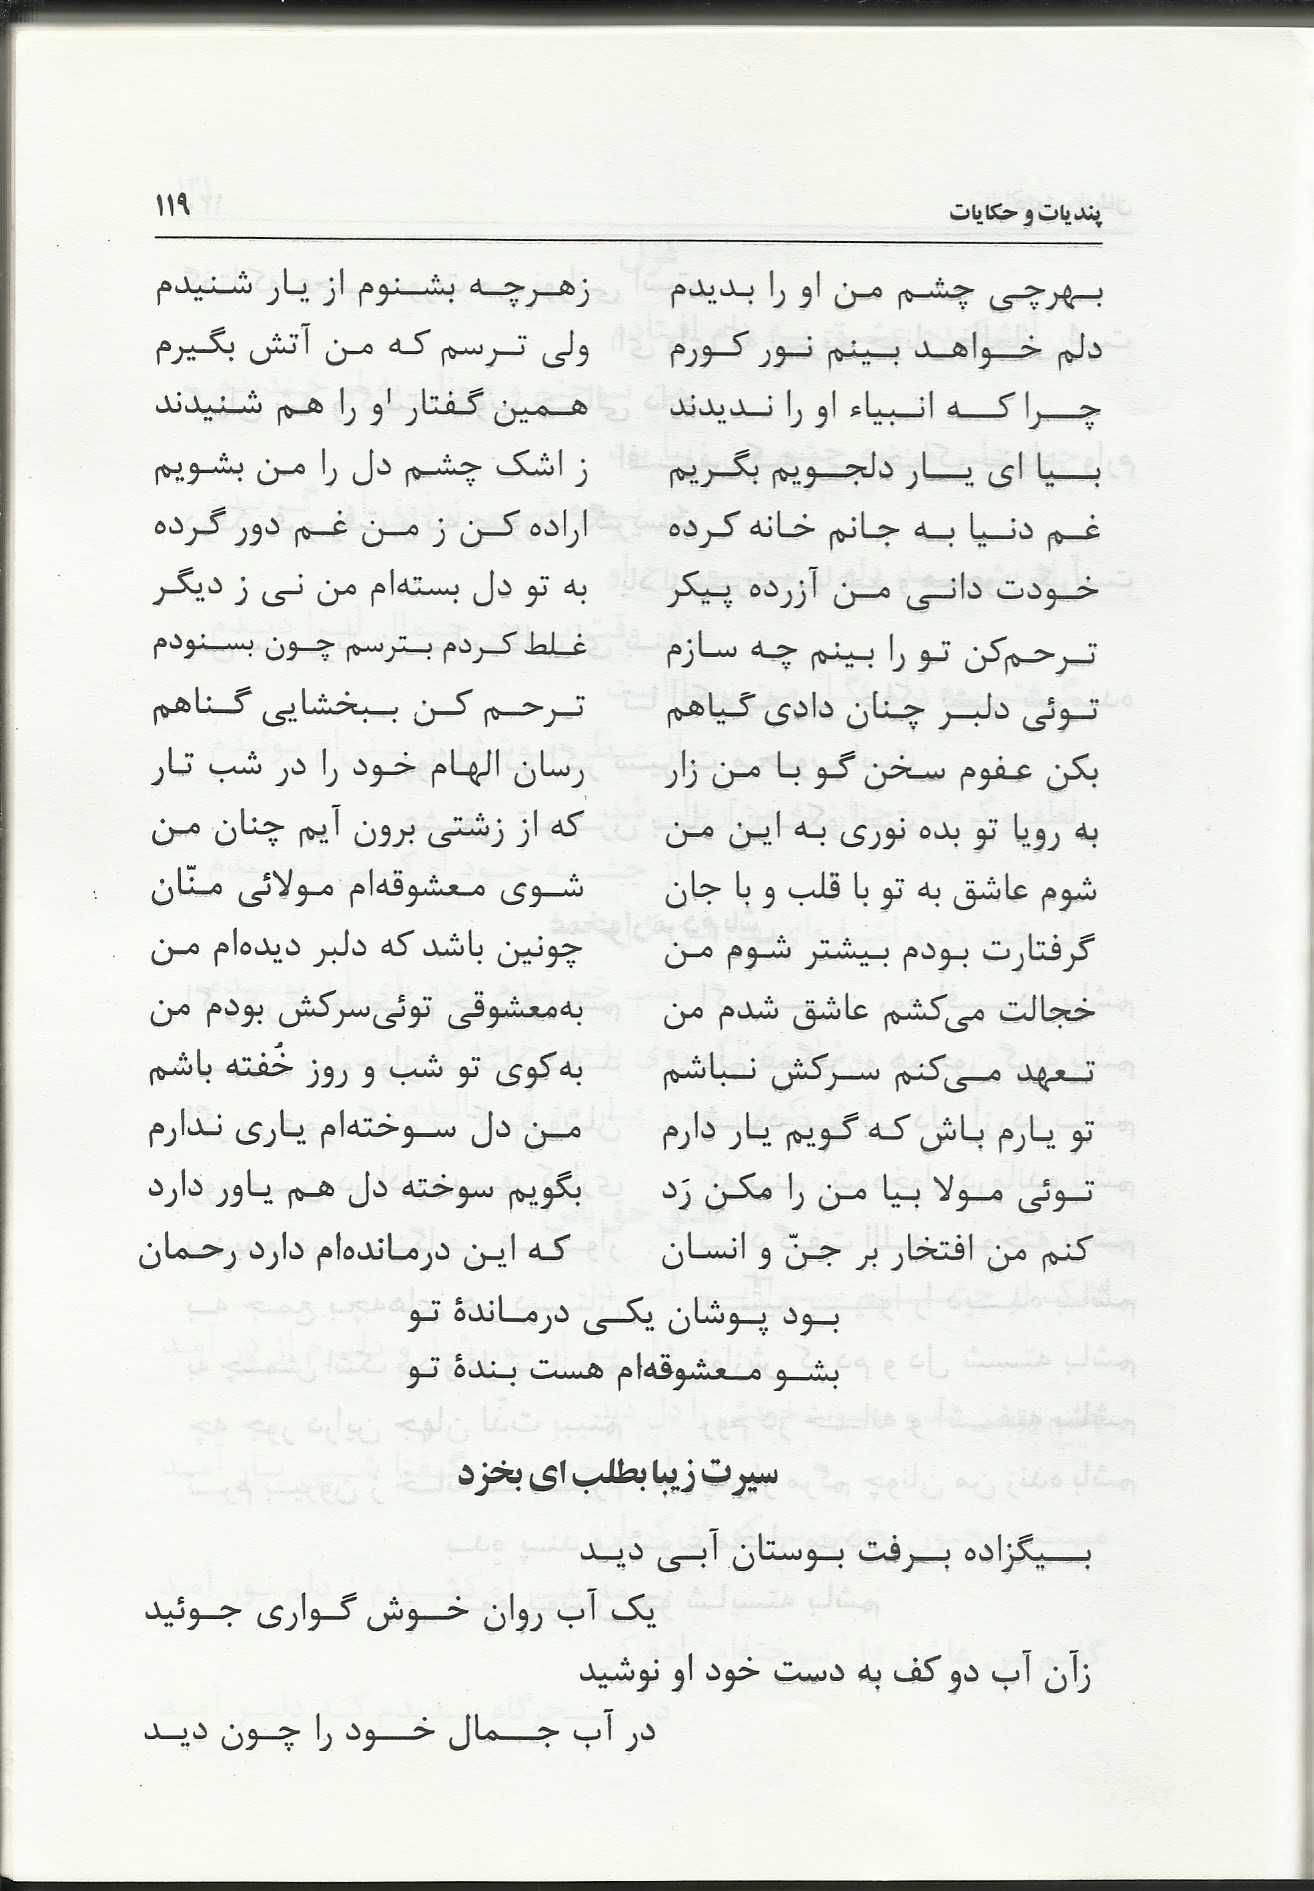 پندیات و حکایات ۱۱۹
بهرچی چشم من او را بدیدم زهرچه بشنوم از یار شنیدم
دلم خواهد بینم نور کورم ولی ترسم که من آتش بگیرم
چرا که انبیاء او را ندیدند همین گفتار او را هم شنیدند
بیا ای یار دلجویم بگریم ز اشک چشم دل را من بشویم
غم دنیا به جانم خانه کرده اراده کن ز من غم دور گرده
خودت دانی من آزرده پیکر به تو دل بسته‌ام من نی ز دیگر
ترحم‌کن تو را بینم چه سازم غلط کردم بترسم چون بسنودم
توئی دلبر چنان دادی گیاهم ترحم کن ببخشایی گناهم
بکن عفوم سخن گو با من زار رسان الهام خود را در شب تار
به رویا تو بده نوری به این من که از زشتی برون آیم چنان من
شوم عاشق به تو با قلب و با جان شوی معشوقه‌ام مولائی منّان
گرفتارت بودم بیشتر شوم من چونین باشد که دلبر دیده‌ام من
خجالت می‌کشم عاشق شدم من به‌معشوقی توئی‌سرکش بودم من
تعهد می‌کنم سرکش نباشم به‌کوی تو شب و روز خُفته باشم
تو یارم باش که گویم یار دارم من دل سوخته‌ام یاری ندارم
توئی مولا بیا من را مکن رَد بگویم سوخته دل هم یاور دارد
کنم من افتخار بر جنّ و انسان که این درمانده‌ام دارد رحمان
بود پوشان یکی درماندۀ تو
بشو معشوقه‌ام هست بندۀ تو
سیرت زیبا بطلب ای بخزد
بیگزاده برفت بوستان آبی دید
یک آب روان خوش گواری جوئید
زآن آب دو کف به دست خود او نوشید
در آب جمال خود را چون دید